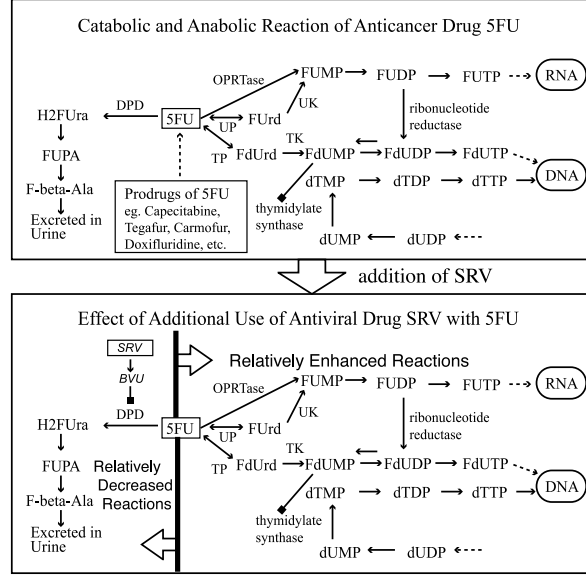 Catabolic and Anabolic Reaction of Anticancer Drug 5FU
OPRTase
FUMP
FUDP
FUTP
RNA
H2FUra
DPD
5FU
UP
FUrd
UK
ribonucleotide
reductase
TP
FdUrd
TK
FdUMP
FdUDP
FdUTP
FUPA
F-beta-Ala
Excreted in
Urine
Prodrugs of 5FU
eg. Capecitabine,
Tegafur, Carmofur,
Doxifluridine, etc.
dTMP
dTDP
dTTP
DNA
thymidylate
synthase
dUMP
dUDP
addition of SRV
Effect of Additional Use of Antiviral Drug SRV with 5FU
SRV
BVU
Relatively Enhanced Reactions
OPRTase
FUMP
FUDP
FUTP
RNA
H2FUra
DPD
5FU
UP
FUrd
UK
ribonucleotide
reductase
TP
FdUrd
TK
FdUMP
FdUDP
FdUTP
FUPA
F-beta-Ala
Excreted in
Urine
Relatively
Decreased
Reactions
dTMP
dTDP
dTTP
DNA
thymidylate
synthase
dUMP
dUDP